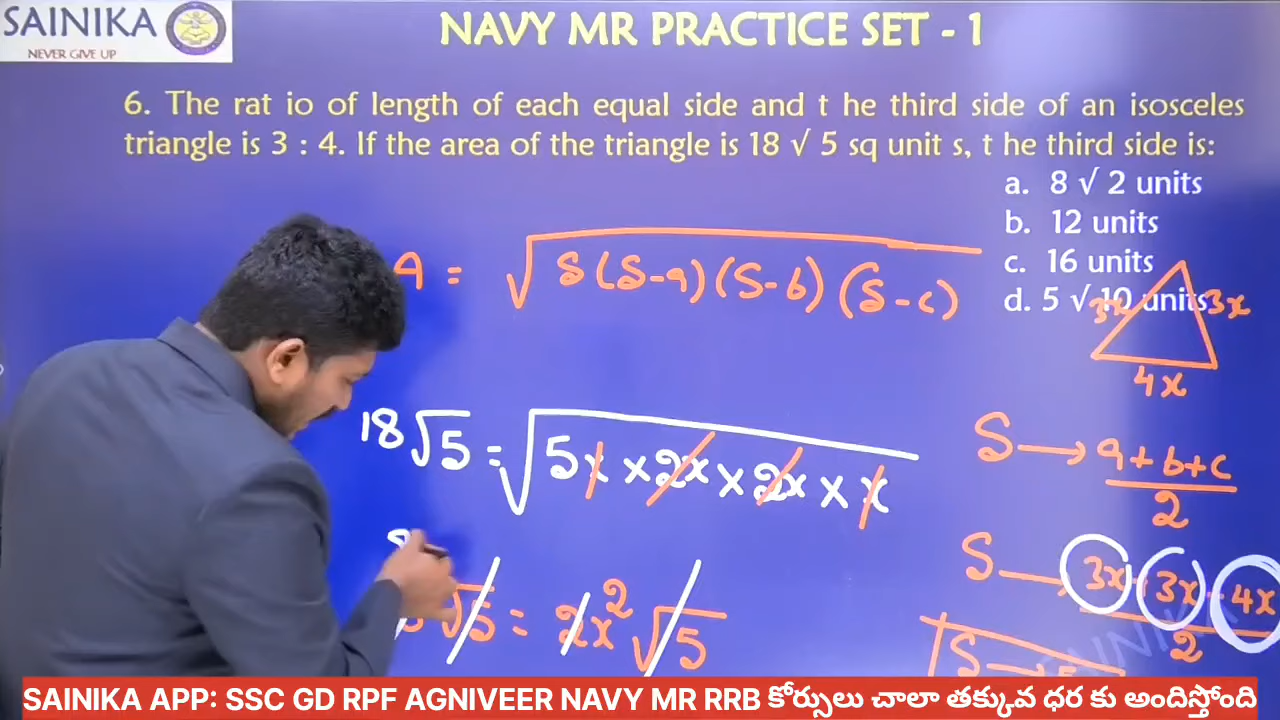 SAINIKA
NEVER GIVE UP
NAVY MR PRACTICE SET - 1
6. The rat io of length of each equal side and t he third side of an isosceles
triangle is 3 : 4. If the area of the triangle is 18 √ 5 sq unit s, t he third side is:
a. 8 √ 2 units
b. 12 units
c. 16 units
d. 5 √ 10 units
A = √ S (S-a) (S-b) (S-c)
3x 3x
4x
18√5 = √ 5x × 2x × 2x × x
S → a+b+c
2
S → 3x 3x 4x
2
√5 = 2x² √5
S
SAINIKA
SAINIKA APP: SSC GD RPF AGNIVEER NAVY MR RRB కోర్సులు చాలా తక్కువ ధర కు అందిస్తోంది